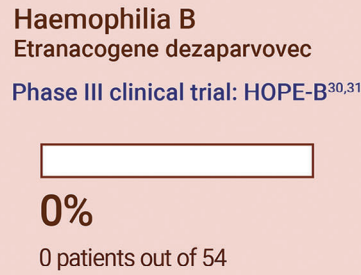 Haemophilia B
Etranacogene dezaparvovec
Phase III clinical trial: HOPE-B30,31
0%
0 patients out of 54